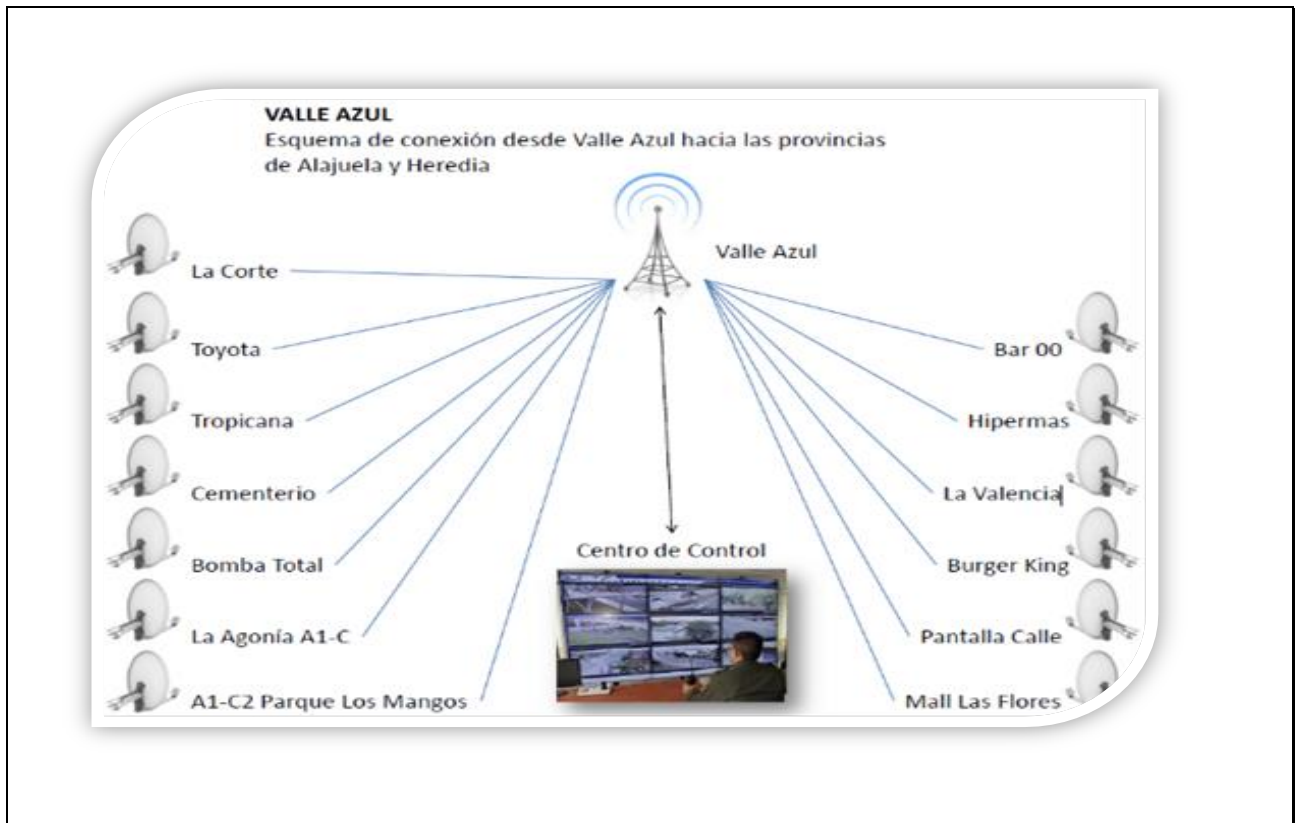 VALLE AZUL
Esquema de conexión desde Valle Azul hacia las provincias
de Alajuela y Heredia
Valle Azul
La Corte
Toyota
Tropicana
Cementerio
Bomba Total
La Agonía A1-C
A1-C2 Parque Los Mangos
Bar 00
Hipermas
La Valencia
Burger King
Pantalla Calle
Mall Las Flores
Centro de Control